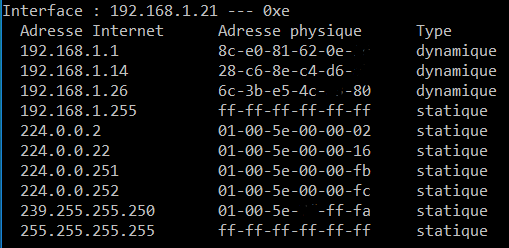 Interface : 192.168.1.21 --- 0xe
Adresse Internet Adresse physique Type
192.168.1.1 8c-e0-81-62-0e- dynamique
192.168.1.14 28-c6-8e-c4-d6- dynamique
192.168.1.26 6c-3b-e5-4c- -80 dynamique
192.168.1.255 ff-ff-ff-ff-ff-ff statique
224.0.0.2 01-00-5e-00-00-02 statique
224.0.0.22 01-00-5e-00-00-16 statique
224.0.0.251 01-00-5e-00-00-fb statique
224.0.0.252 01-00-5e-00-00-fc statique
239.255.255.250 01-00-5e- -ff-fa statique
255.255.255.255 ff-ff-ff-ff-ff-ff statique